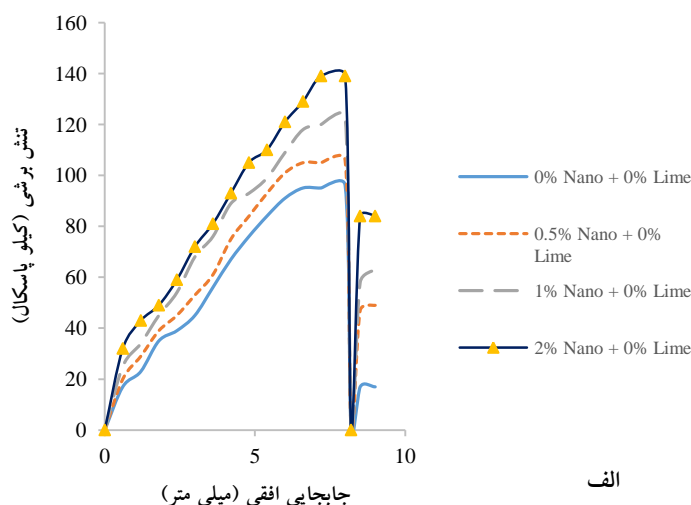 تنش برشی (کیلو پاسکال)
160
140
120
100
80
60
40
20
0
0
5
10
جابجایی افقی (میلی متر)
0% Nano + 0% Lime
0.5% Nano + 0%
Lime
1% Nano + 0% Lime
2% Nano + 0% Lime
الف